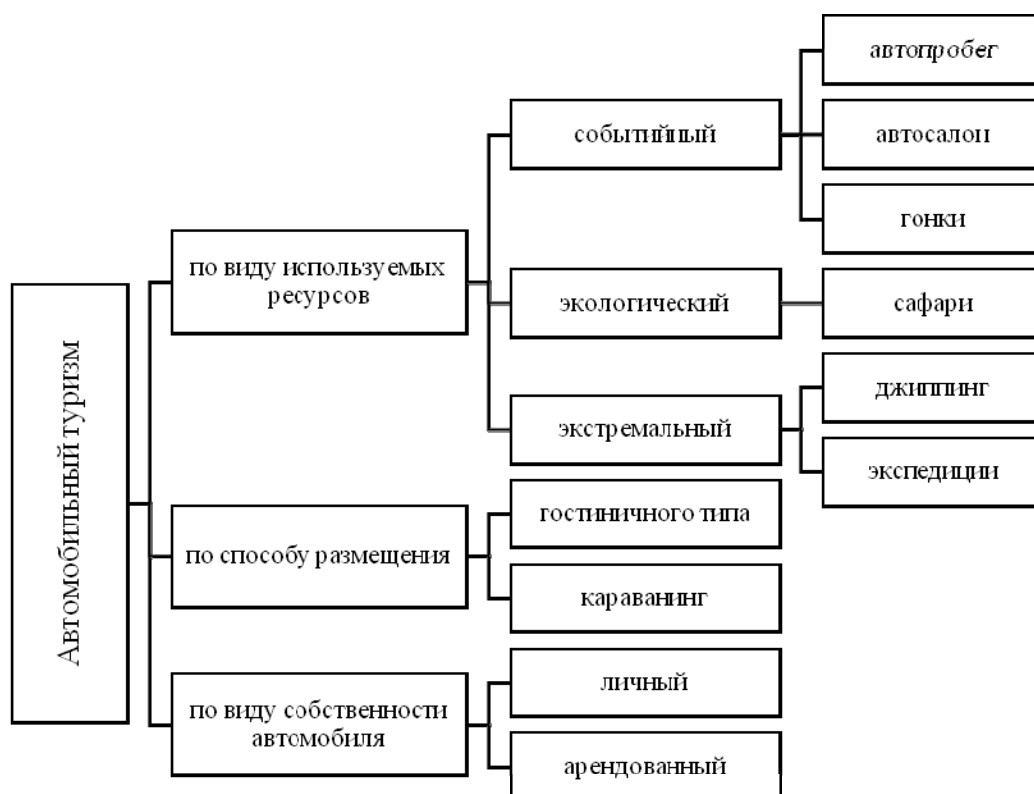 Автомобильный туризм
по виду используемых
ресурсов
событийный
автопробег
автосалон
гонки
экологический
сафари
экстремальный
джиппинг
экспедиции
по способу размещения
гостиничного типа
караванинг
по виду собственности
автомобиля
личный
арендованный